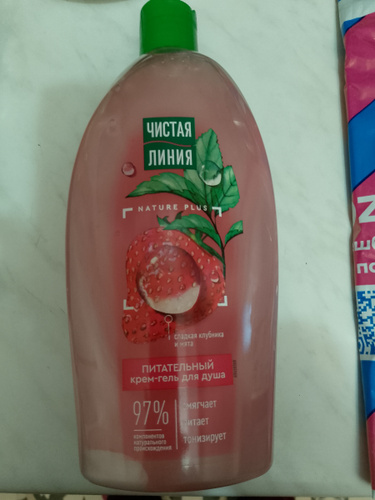 ЧИСТАЯ
ЛИНИЯ
NATURE PLUS
сладкая клубника
и мята
ПИТАТЕЛЬНЫЙ
крем-гель для душа
97%
компонентов
натурального
происхождения
смягчает
питает
тонизирует